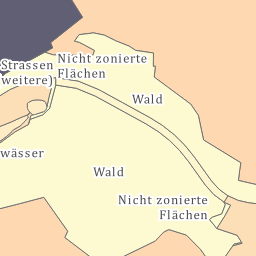 Strassen
weitere)
Nicht zonierte
Flächen
Wald
wässer
Wald
Nicht zonierte
Flächen